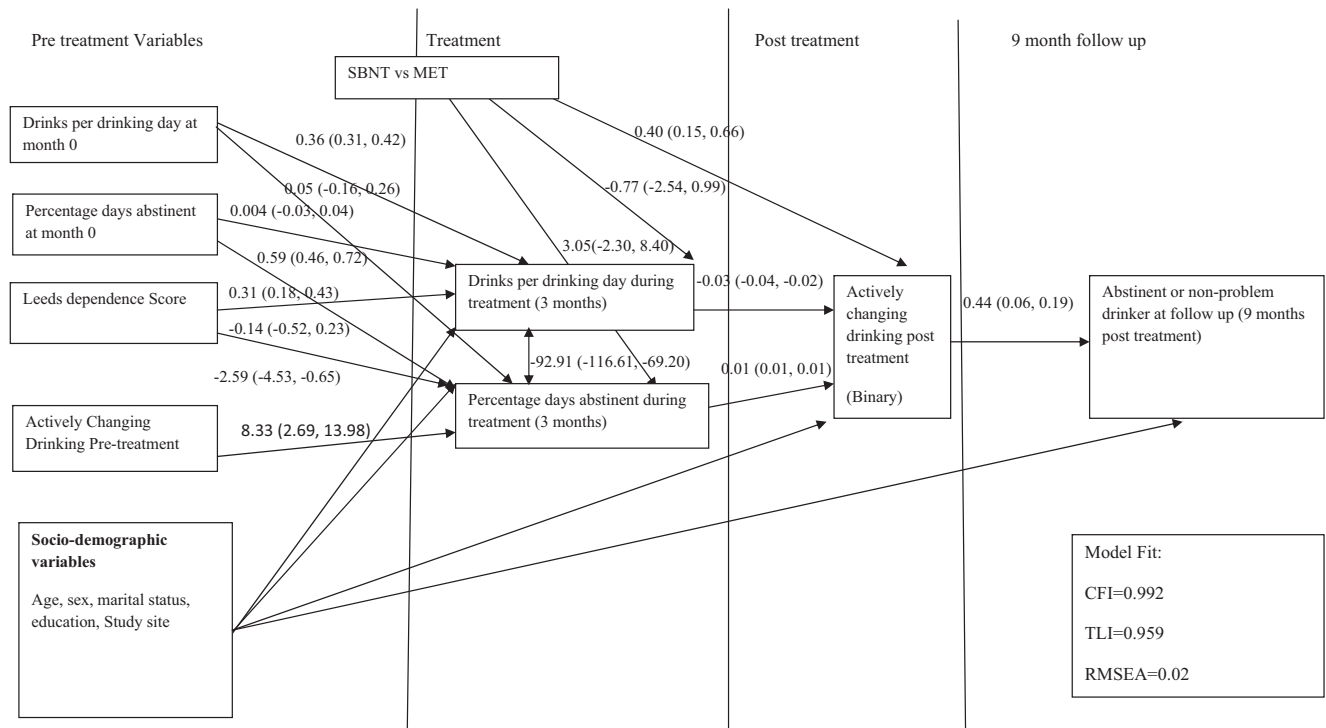 Pre treatment Variables
Treatment
Post treatment
9 month follow up
SBNT vs MET
Drinks per drinking day at
month 0
0.36 (0.31, 0.42)
0.40 (0.15, 0.66)
0.05 (-0.16, 0.26)
-0.77 (-2.54, 0.99)
Percentage days abstinent
at month 0
0.004 (-0.03, 0.04)
0.59 (0.46, 0.72)
3.05(-2.30, 8.40)
Leeds dependence Score
0.31 (0.18, 0.43)
-0.14 (-0.52, 0.23)
-2.59 (-4.53, -0.65)
Drinks per drinking day during
treatment (3 months)
-0.03 (-0.04, -0.02)
-92.91 (-116.61, -69.20)
0.01 (0.01, 0.01)
Percentage days abstinent during
treatment (3 months)
Actively
changing
drinking post
treatment
(Binary)
0.44 (0.06, 0.19)
Abstinent or non-problem
drinker at follow up (9 months
post treatment)
Actively Changing
Drinking Pre-treatment
8.33 (2.69, 13.98)
Socio-demographic
variables
Age, sex, marital status,
education, Study site
Model Fit:
CFI=0.992
TLI=0.959
RMSEA=0.02